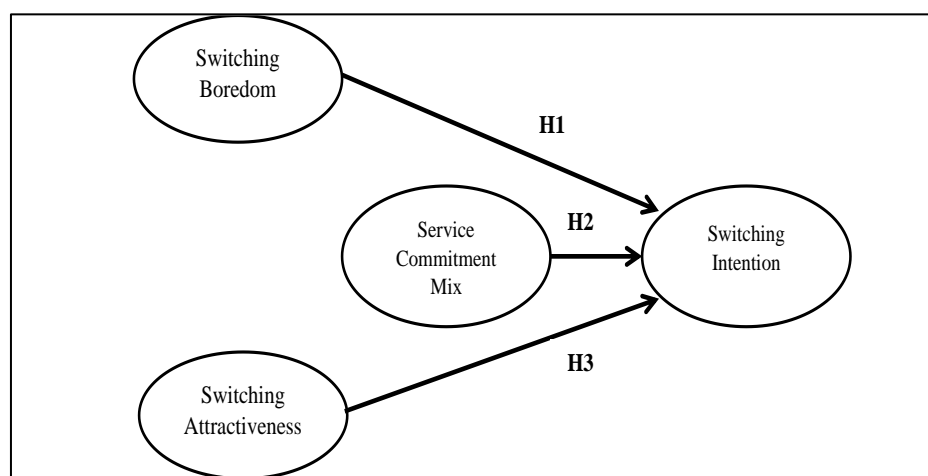 Switching
Boredom
H1
Service
Commitment
Mix
H2
Switching
Intention
H3
Switching
Attractiveness